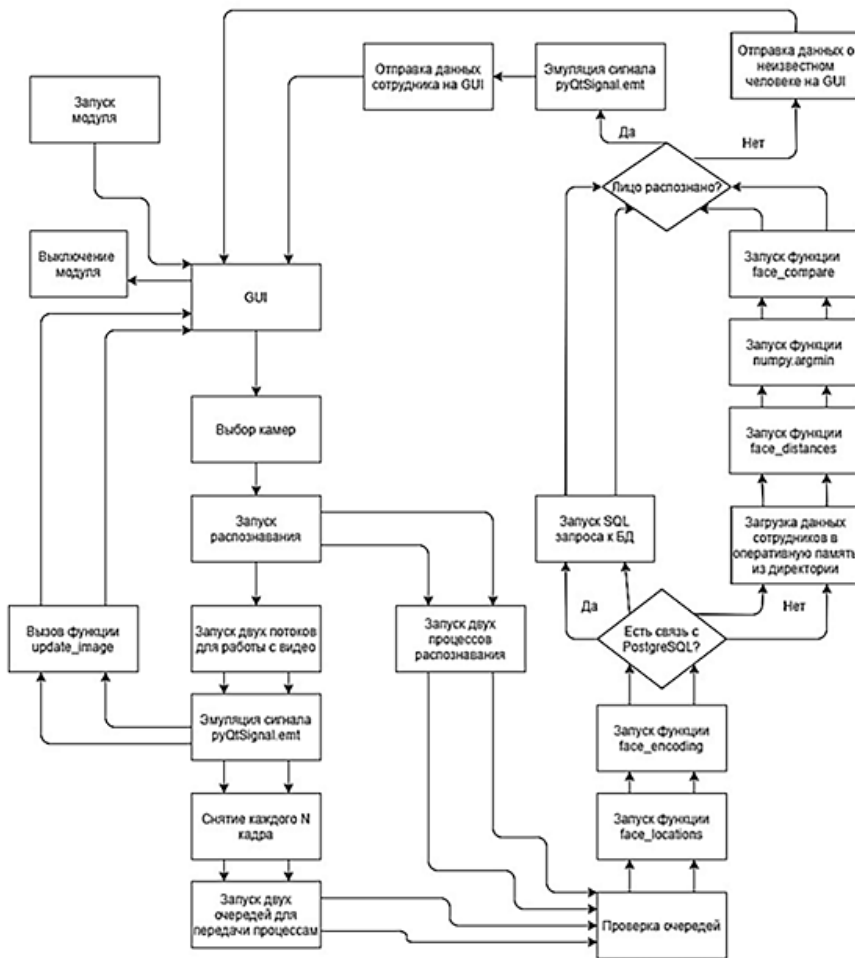 Отправка данных о
неизвестном
человеке на GUI
Отправка данных
сотрудника на GUI
Эмуляция сигнала
pyQtSignal.emt
Запуск
модуля
Да
Нет
Лицо распознано?
Выключение
модуля
GUI
Запуск функции
face_compare
Запуск функции
numpy.argmin
Выбор камер
Запуск функции
face_distances
Запуск
распознавания
Запуск SQL
запроса к БД
Загрузка данных
сотрудников в
оперативную память
из директории
Да
Нет
Вызов функции
update_image
Запуск двух потоков
для работы с видео
Запуск двух
процессов
распознавания
Есть связь с
PostgreSQL?
Эмуляция сигнала
pyQtSignal.emt
Запуск функции
face_encoding
Снятие каждого N
кадра
Запуск функции
face_locations
Запуск двух
очередей для
передачи процессам
Проверка очередей